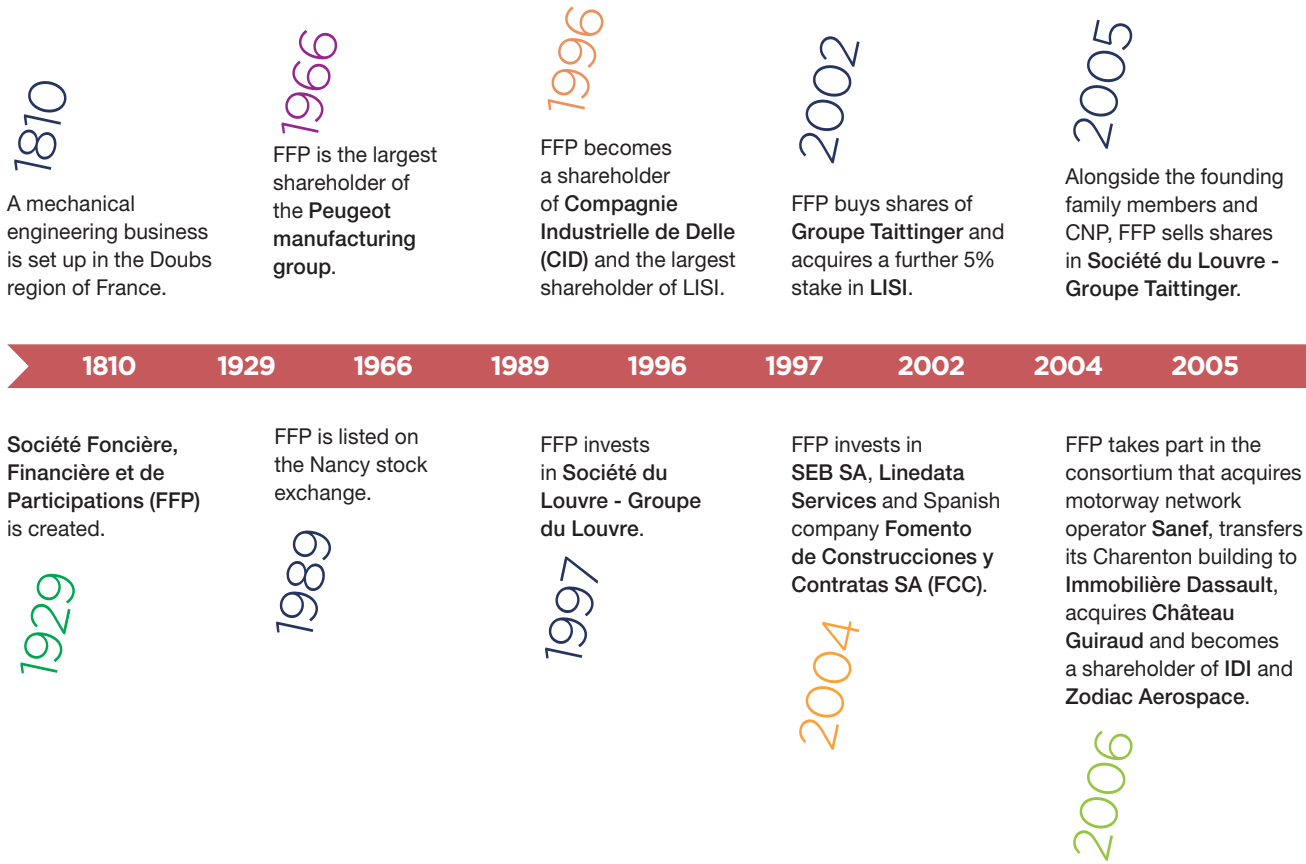 1810
A mechanical
engineering business
is set up in the Doubs
region of France.
1966
FFP is the largest
shareholder of
the Peugeot
manufacturing
group.
1996
FFP becomes
a shareholder
of Compagnie
Industrielle de Delle
(CID) and the largest
shareholder of LISI.
2002
FFP buys shares of
Groupe Taittinger and
acquires a further 5%
stake in LISI.
2005
Alongside the founding
family members and
CNP, FFP sells shares
in Société du Louvre -
Groupe Taittinger.
1810 1929 1966 1989 1996 1997 2002 2004 2005
Société Foncière,
Financière et de
Participations (FFP)
is created.
1929
FFP is listed on
the Nancy stock
exchange.
1989
FFP invests
in Société du
Louvre - Groupe
du Louvre.
1997
FFP invests in
SEB SA, Linedata
Services and Spanish
company Fomento
de Construcciones y
Contratas SA (FCC).
2004
FFP takes part in the
consortium that acquires
motorway network
operator Sanef, transfers
its Charenton building to
Immobilière Dassault,
acquires Château
Guiraud and becomes
a shareholder of IDI and
Zodiac Aerospace.
2006